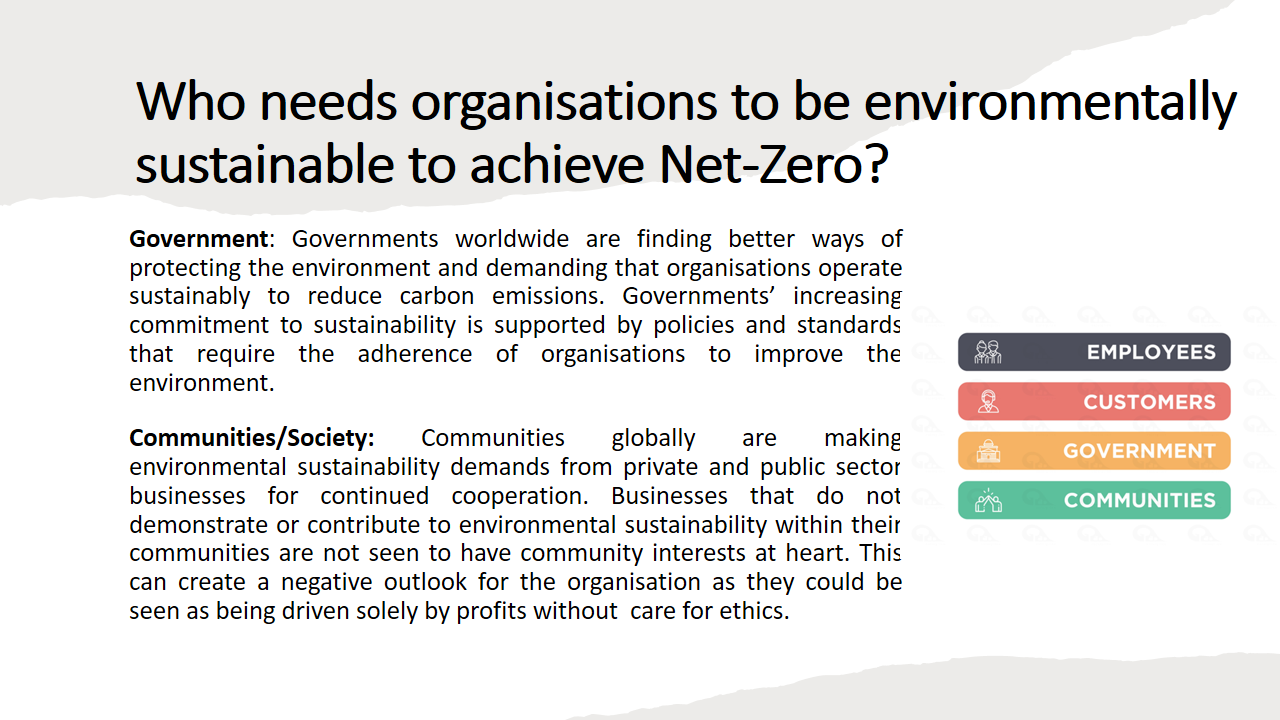 Who needs organisations to be environmentally
sustainable to achieve Net-Zero?
Government: Governments worldwide are finding better ways of
protecting the environment and demanding that organisations operate
sustainably to reduce carbon emissions. Governments’ increasing
commitment to sustainability is supported by policies and standards
that require the adherence of organisations to improve the
environment.
Communities/Society: Communities globally are making
environmental sustainability demands from private and public sector
businesses for continued cooperation. Businesses that do not
demonstrate or contribute to environmental sustainability within their
communities are not seen to have community interests at heart. This
can create a negative outlook for the organisation as they could be
seen as being driven solely by profits without  care for ethics.
EMPLOYEES
CUSTOMERS
GOVERNMENT
COMMUNITIES